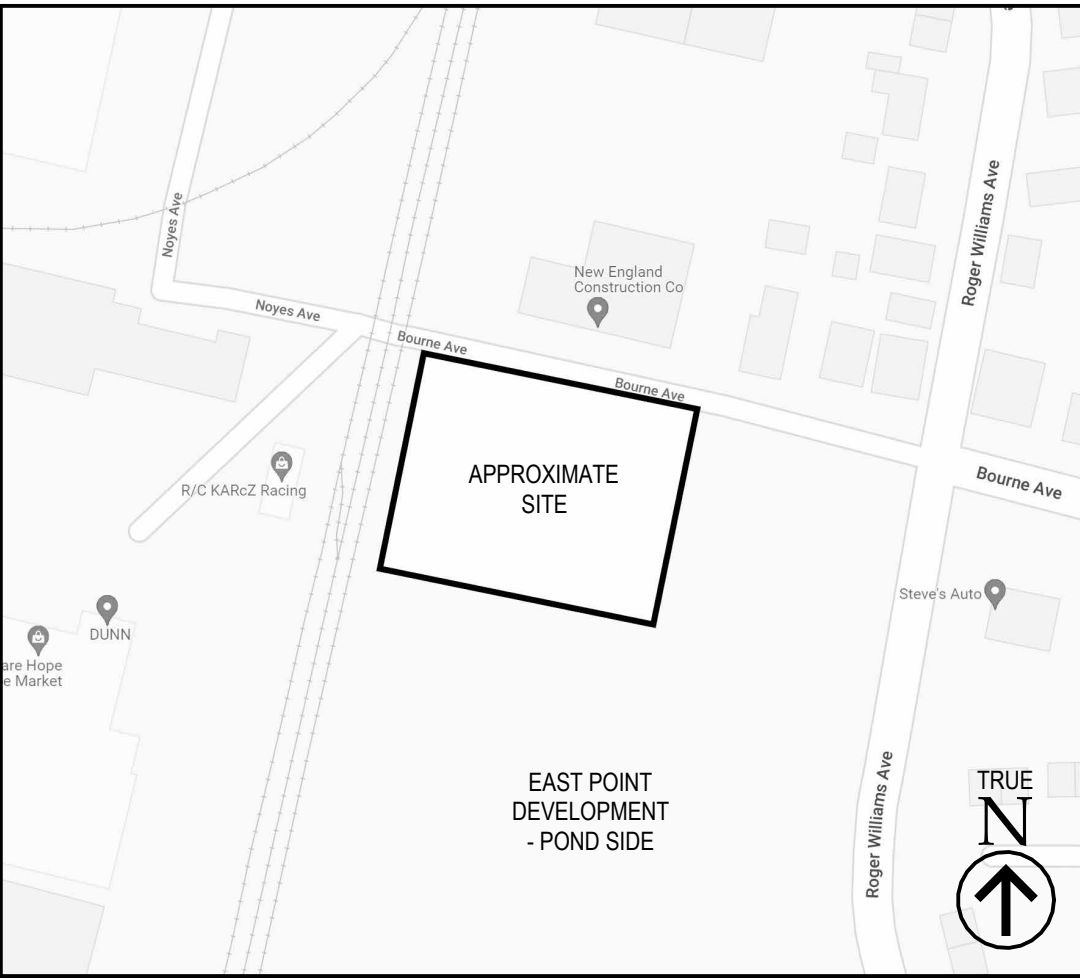 Noyes Ave
Roger Williams Ave
New England
Construction Co
Noyes Ave
Bourne Ave
Bourne Ave
APPROXIMATE
SITE
Bourne Ave
R/C KARcZ Racing
Steve's Auto
DUNN
are Hope
e Market
EAST POINT
DEVELOPMENT
- POND SIDE
Roger Williams Ave
TRUE
N